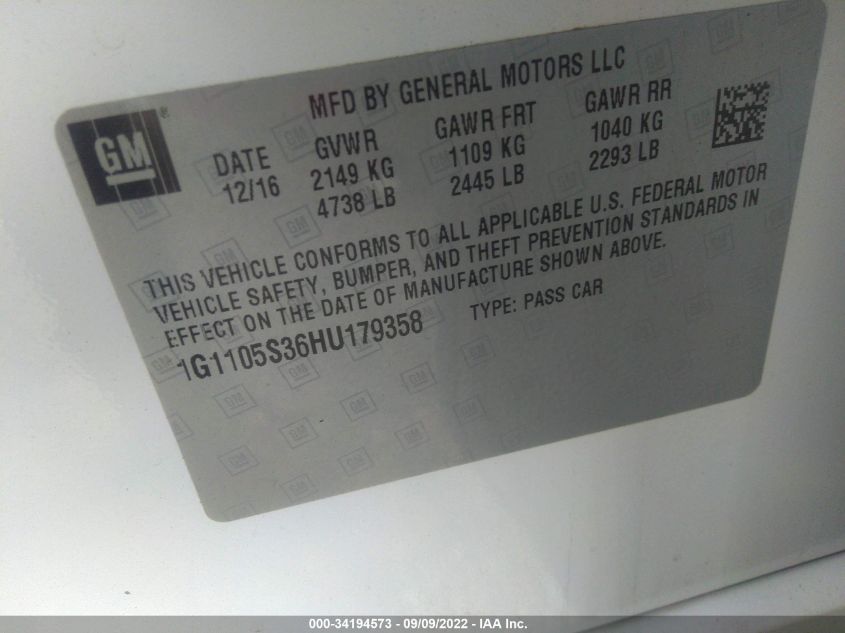 MFD BY GENERAL MOTORS LLC
GM ®
DATE GVWR GAWR FRT GAWR RR
12/16 2149 KG 1109 KG 1040 KG
4738 LB 2445 LB 2293 LB
THIS VEHICLE CONFORMS TO ALL APPLICABLE U.S. FEDERAL MOTOR
VEHICLE SAFETY, BUMPER, AND THEFT PREVENTION STANDARDS IN
EFFECT ON THE DATE OF MANUFACTURE SHOWN ABOVE.
1G1105S36HU179358 TYPE: PASS CAR
000-34194573 - 09/09/2022 - IAA Inc.